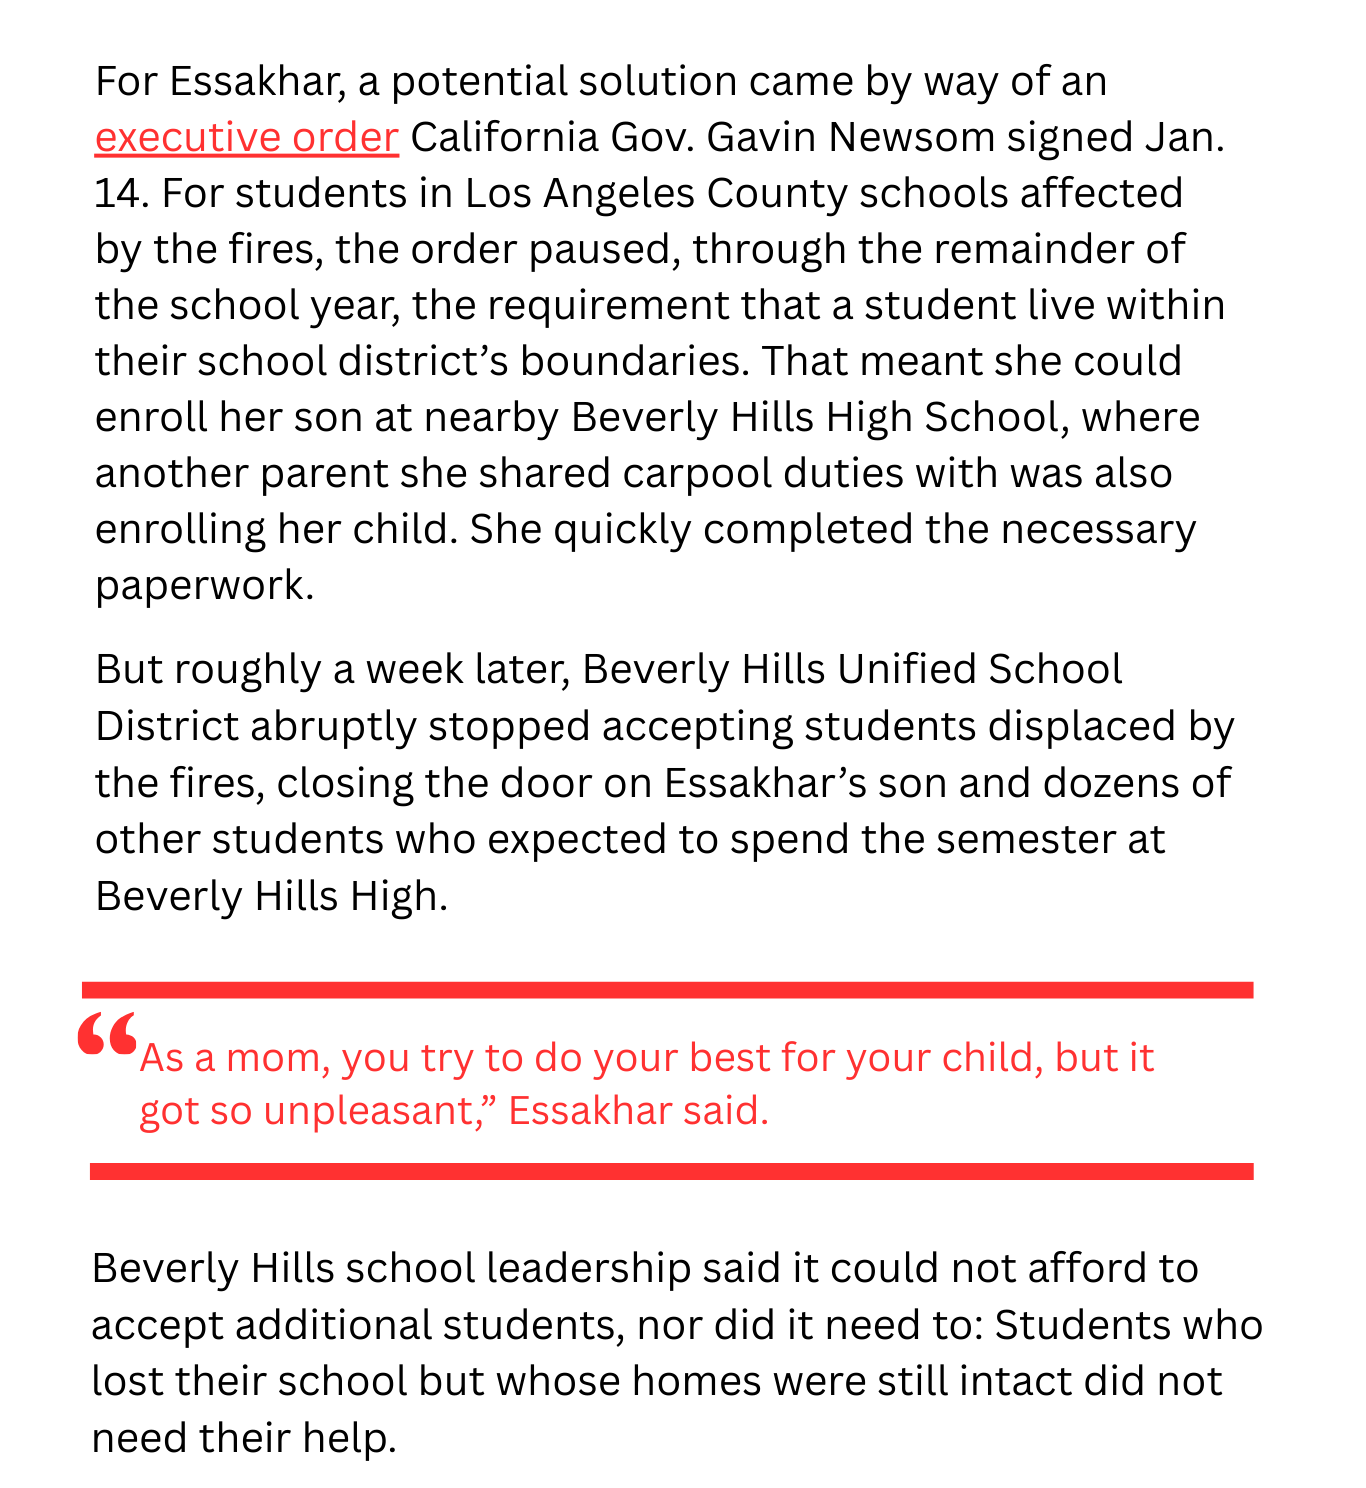 For Essakhar, a potential solution came by way of an
executive order California Gov. Gavin Newsom signed Jan.
14. For students in Los Angeles County schools affected
by the fires, the order paused, through the remainder of
the school year, the requirement that a student live within
their school district’s boundaries. That meant she could
enroll her son at nearby Beverly Hills High School, where
another parent she shared carpool duties with was also
enrolling her child. She quickly completed the necessary
paperwork.
But roughly a week later, Beverly Hills Unified School
District abruptly stopped accepting students displaced by
the fires, closing the door on Essakhar’s son and dozens of
other students who expected to spend the semester at
Beverly Hills High.
“As a mom, you try to do your best for your child, but it
got so unpleasant,” Essakhar said.
Beverly Hills school leadership said it could not afford to
accept additional students, nor did it need to: Students who
lost their school but whose homes were still intact did not
need their help.